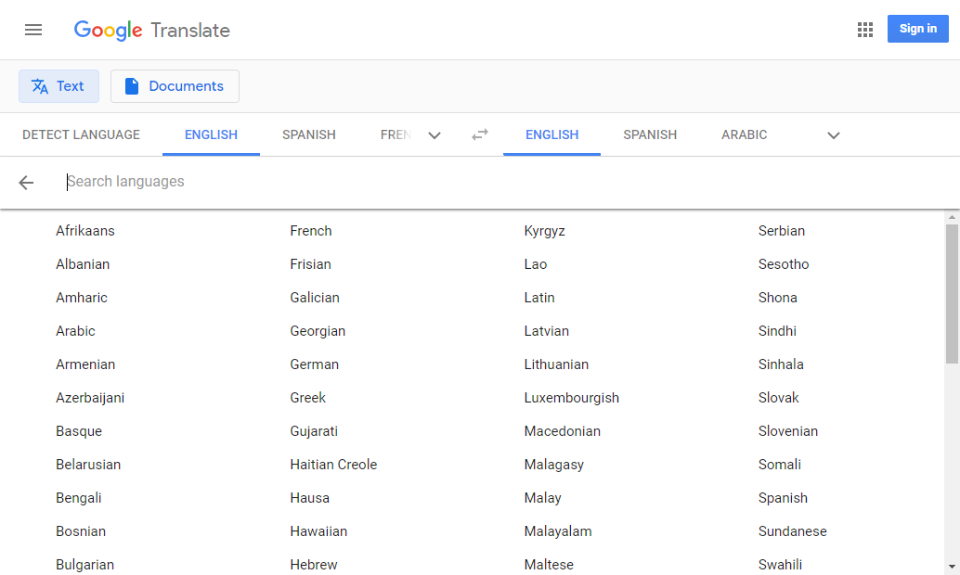 Google Translate
Sign in
Text
Documents
DETECT LANGUAGE ENGLISH SPANISH FREN ENGLISH SPANISH ARABIC
Search languages
Afrikaans French Kyrgyz Serbian
Albanian Frisian Lao Sesotho
Amharic Galician Latin Shona
Arabic Georgian Latvian Sindhi
Armenian German Lithuanian Sinhala
Azerbaijani Greek Luxembourgish Slovak
Basque Gujarati Macedonian Slovenian
Belarusian Haitian Creole Malagasy Somali
Bengali Hausa Malay Spanish
Bosnian Hawaiian Malayalam Sundanese
Bulgarian Hebrew Maltese Swahili